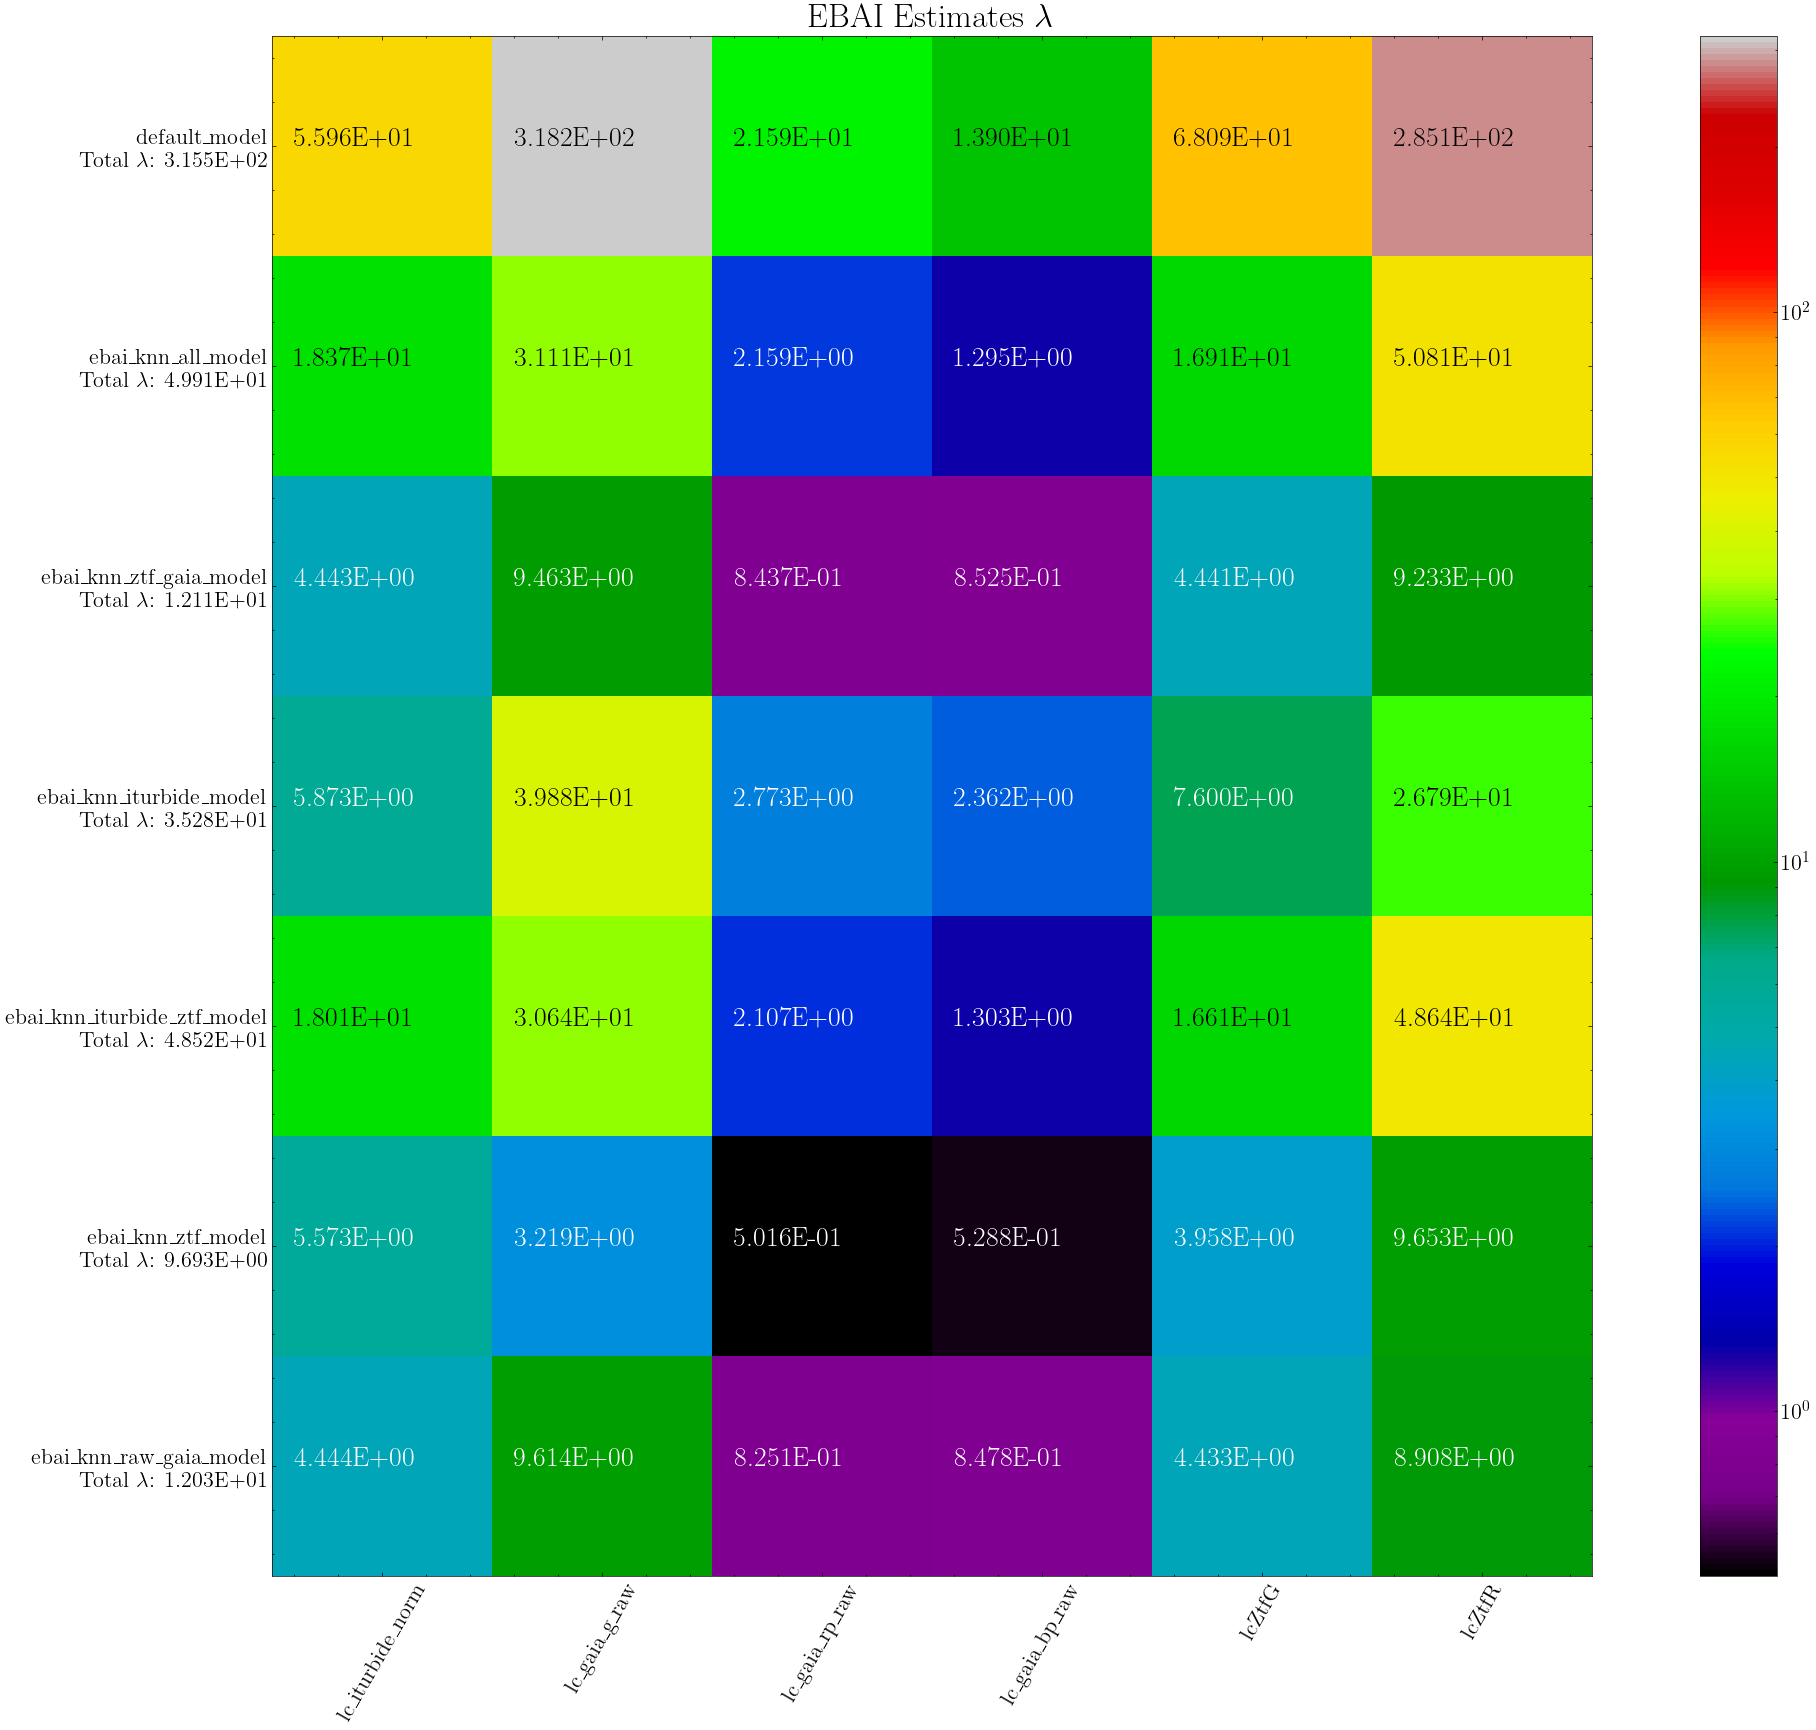 EBAI Estimates λ
default_model
Total λ: 3.155E+02
5.596E+01 3.182E+02 2.159E+01 1.390E+01 6.809E+01 2.851E+02
ebai_knn_all_model
Total λ: 4.991E+01
1.837E+01 3.111E+01 2.159E+00 1.295E+00 1.691E+01 5.081E+01
ebai_knn_ztf_gaia_model
Total λ: 1.211E+01
4.443E+00 9.463E+00 8.437E-01 8.525E-01 4.441E+00 9.233E+00
ebai_knn_iturbide_model
Total λ: 3.528E+01
5.873E+00 3.988E+01 2.773E+00 2.362E+00 7.600E+00 2.679E+01
ebai_knn_iturbide_ztf_model
Total λ: 4.852E+01
1.801E+01 3.064E+01 2.107E+00 1.303E+00 1.661E+01 4.864E+01
ebai_knn_ztf_model
Total λ: 9.693E+00
5.573E+00 3.219E+00 5.016E-01 5.288E-01 3.958E+00 9.653E+00
ebai_knn_raw_gaia_model
Total λ: 1.203E+01
4.444E+00 9.614E+00 8.251E-01 8.478E-01 4.433E+00 8.908E+00
lc_iturbide_norm
lc_gaia_g_raw
lc_gaia_rp_raw
lc_gaia_bp_raw
lcZtfG
lcZtfR
10²
10¹
10⁰